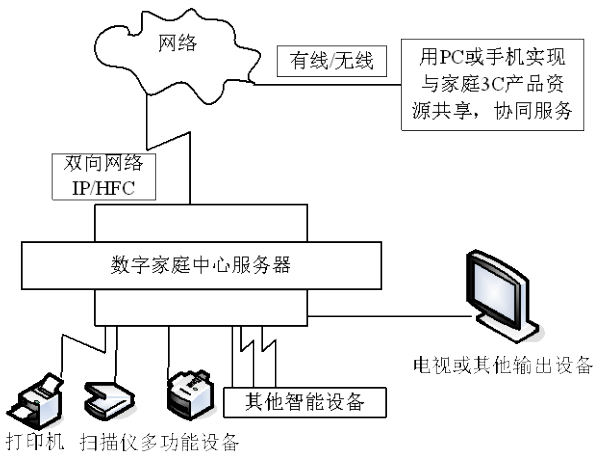 网络
有线/无线
用PC或手机实现
与家庭3C产品资
源共享，协同服务
双向网络
IP/HFC
数字家庭中心服务器
电视或其他输出设备
其他智能设备
打印机 扫描仪多功能设备